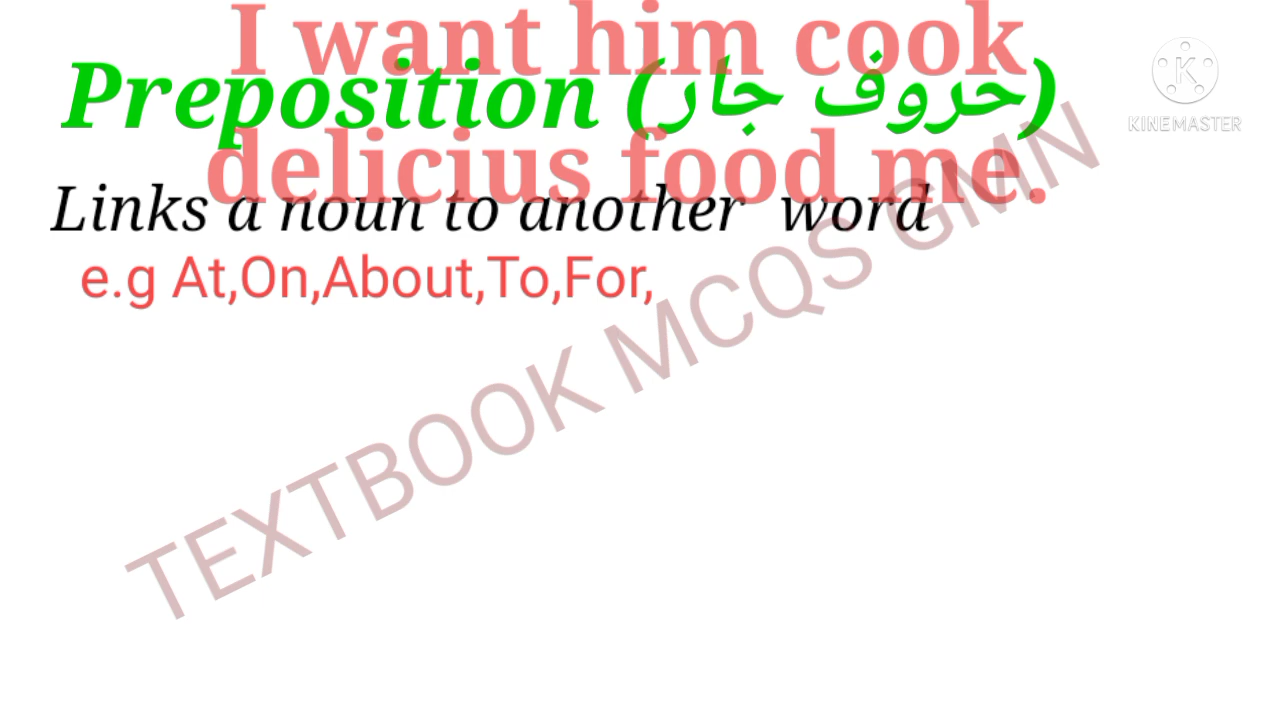 I want him cook
Preposition (حروف جار)
delicius food me.
Links a noun to another word
e.g At,On,About,To,For,
TEXTBOOK MCQS GMN
K
KINEMASTER